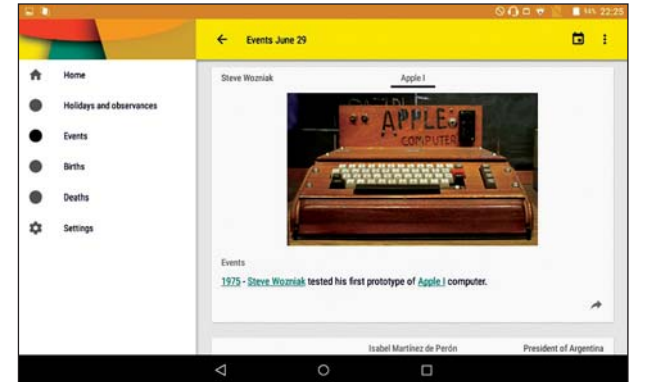 94% 22:25
Events June 29
Home
Holidays and observances
Events
Births
Deaths
Settings
Steve Wozniak Apple I
APPLE
COMPUTER
Events
1975 - Steve Wozniak tested his first prototype of Apple I computer.
Isabel Martínez de Perón President of Argentina